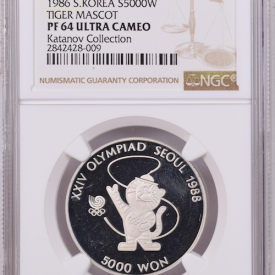 1986 S.KOREA S5000W
TIGER MASCOT
PF 64 ULTRA CAMEO
Katanov Collection
2842428-009
NUMISMATIC GUARANTY CORPORATION
NGC
XXIV OLYMPIAD SEOUL 1988
5000 WON